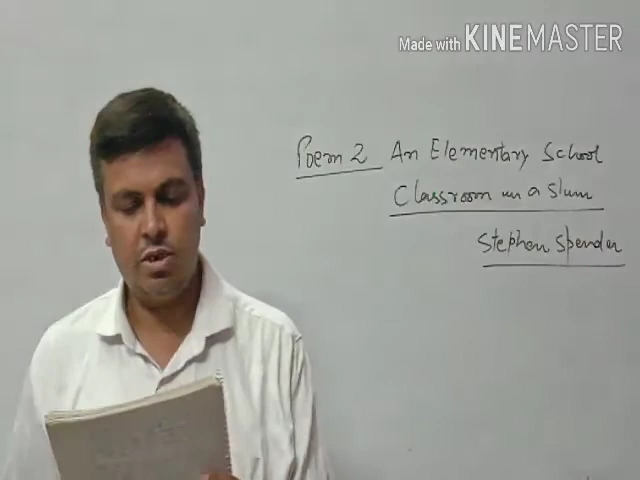 Made with KINEMASTER
Poem 2 An Elementary School
Classroom in a Slum
Stephen Spender